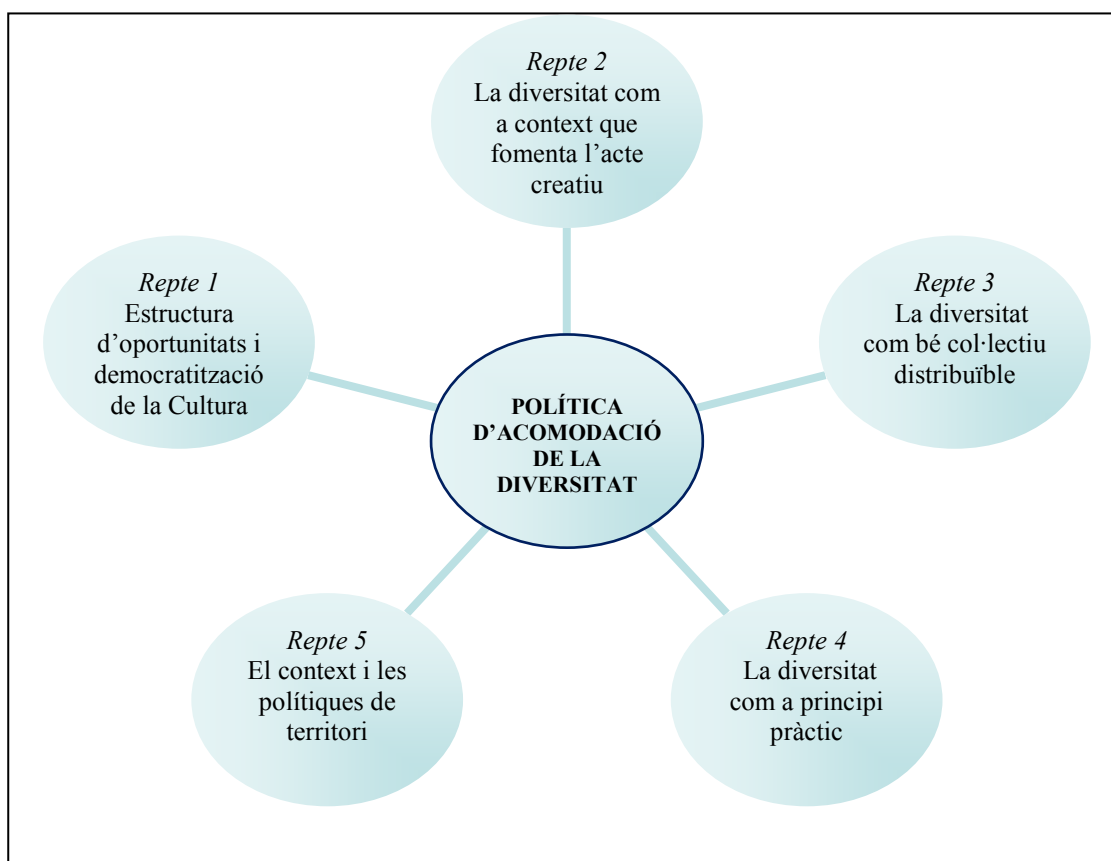 Repte 2
La diversitat com
a context que
fomenta l’acte
creatiu
Repte 1
Estructura
d’oportunitats i
democratització
de la Cultura
Repte 3
La diversitat
com bé col·lectiu
distribuïble
POLÍTICA
D’ACOMODACIÓ
DE LA
DIVERSITAT
Repte 5
El context i les
polítiques de
territori
Repte 4
La diversitat
com a principi
pràctic